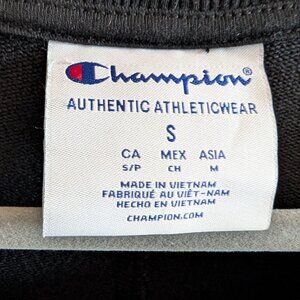 Champion
AUTHENTIC ATHLETICWEAR
S
CA MEX ASIA
S/P CH M
MADE IN VIETNAM
FABRIQUÉ AU VIÊT-NAM
HECHO EN VIETNAM
CHAMPION.COM